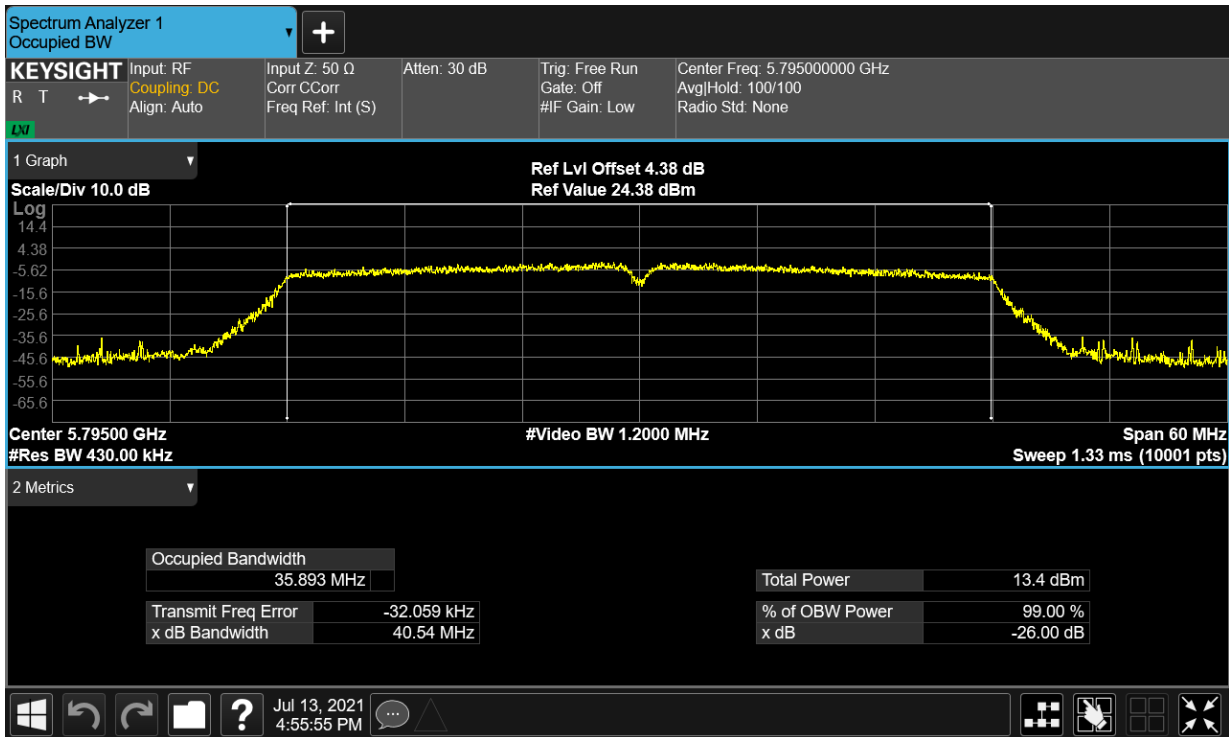 Spectrum Analyzer 1
Occupied BW
▼
+
KEYSIGHT
R T
LXI
Input: RF
Coupling: DC
Align: Auto
Input Z: 50 Ω
Corr CCorr
Freq Ref: Int (S)
Atten: 30 dB
Trig: Free Run
Gate: Off
#IF Gain: Low
Center Freq: 5.795000000 GHz
Avg|Hold: 100/100
Radio Std: None
1 Graph ▼
Scale/Div 10.0 dB
Ref Lvl Offset 4.38 dB
Ref Value 24.38 dBm
Log
14.4
4.38
-5.62
-15.6
-25.6
-35.6
-45.6
-55.6
-65.6
Center 5.79500 GHz
#Res BW 430.00 kHz
#Video BW 1.2000 MHz
Span 60 MHz
Sweep 1.33 ms (10001 pts)
2 Metrics ▼
Occupied Bandwidth
35.893 MHz
Transmit Freq Error -32.059 kHz
x dB Bandwidth 40.54 MHz
Total Power 13.4 dBm
% of OBW Power 99.00 %
x dB -26.00 dB
?
Jul 13, 2021
4:55:55 PM